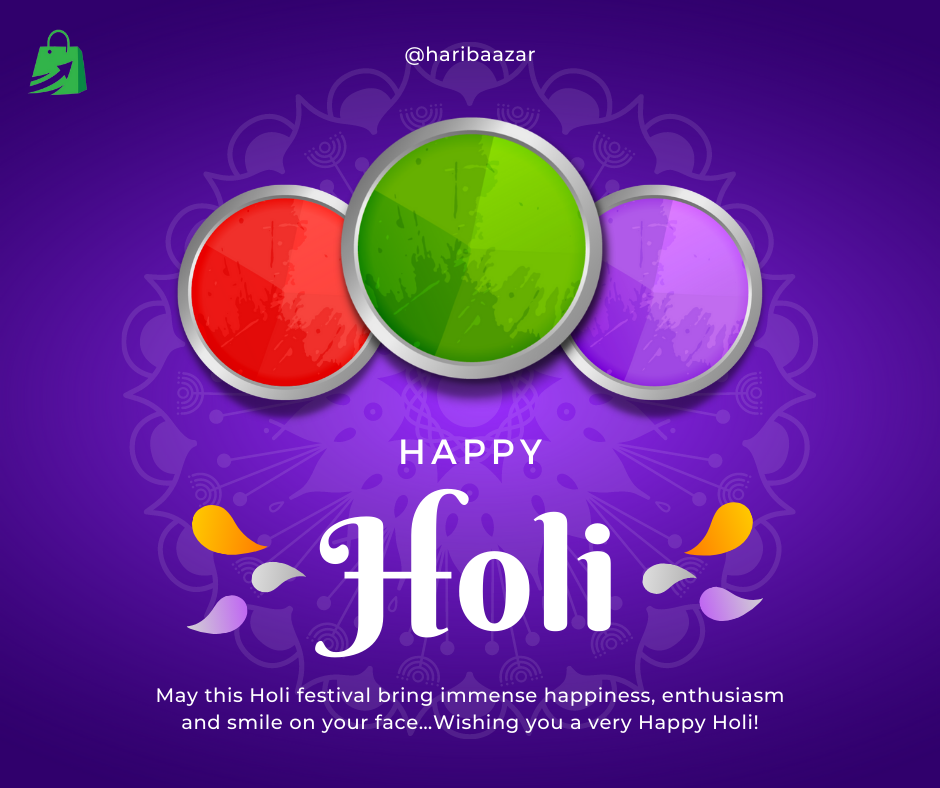 @haribaazar
HAPPY
Holi
May this Holi festival bring immense happiness, enthusiasm
and smile on your face...Wishing you a very Happy Holi!